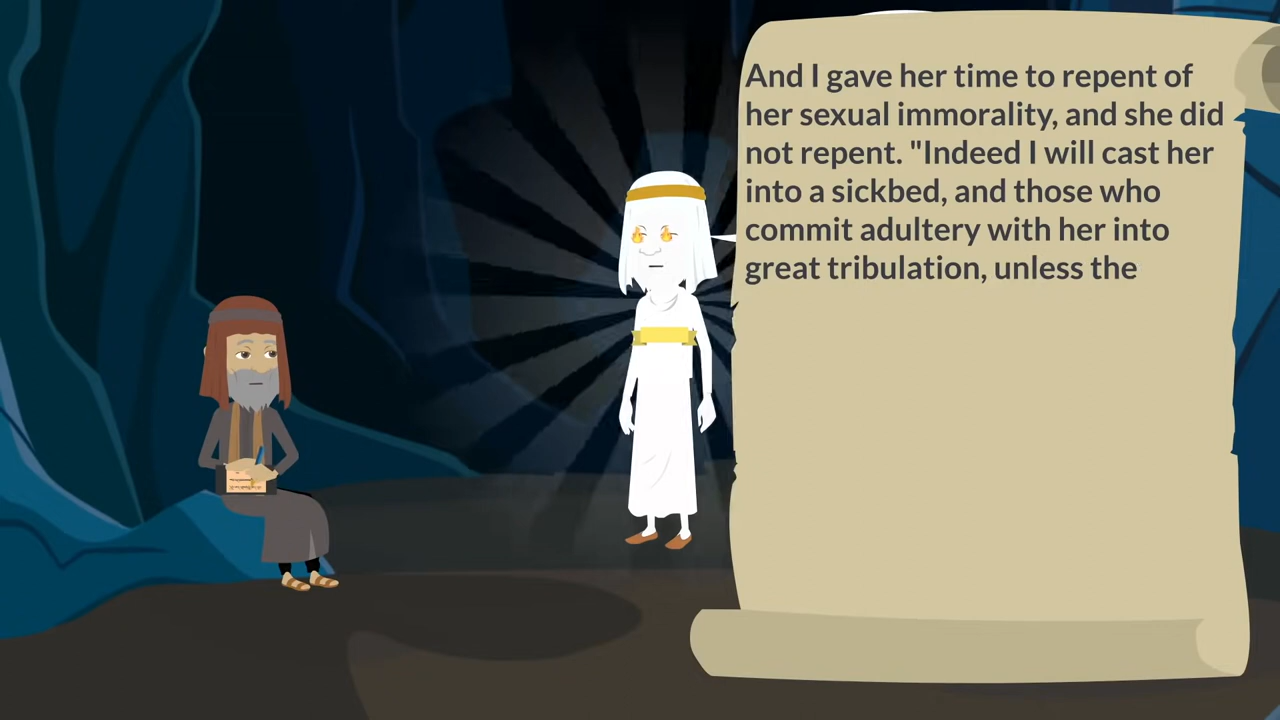 And I gave her time to repent of
her sexual immorality, and she did
not repent. "Indeed I will cast her
into a sickbed, and those who
commit adultery with her into
great tribulation, unless the